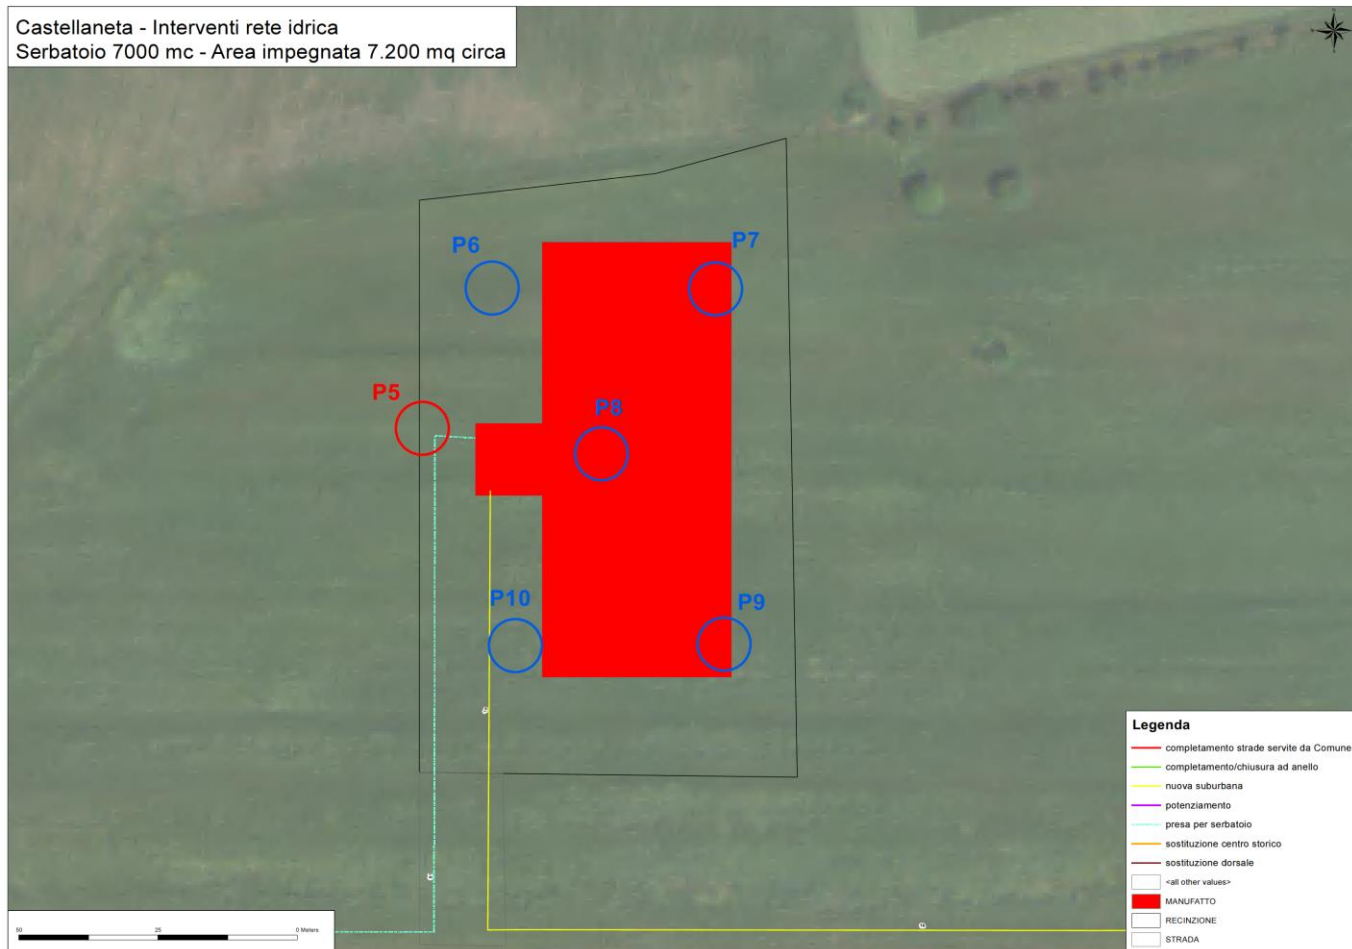 Castellaneta - Interventi rete idrica
Serbatoio 7000 mc - Area impegnata 7.200 mq circa
P6
P7
P5
P8
P10
P9
Legenda
completamento strade servite da Comune
completamento/chiusura ad anello
nuova suburbana
potenziamento
presa per serbatoio
sostituzione centro storico
sostituzione dorsale
<all other values>
MANUFATTO
RECINZIONE
STRADA
50 25 0 Meters